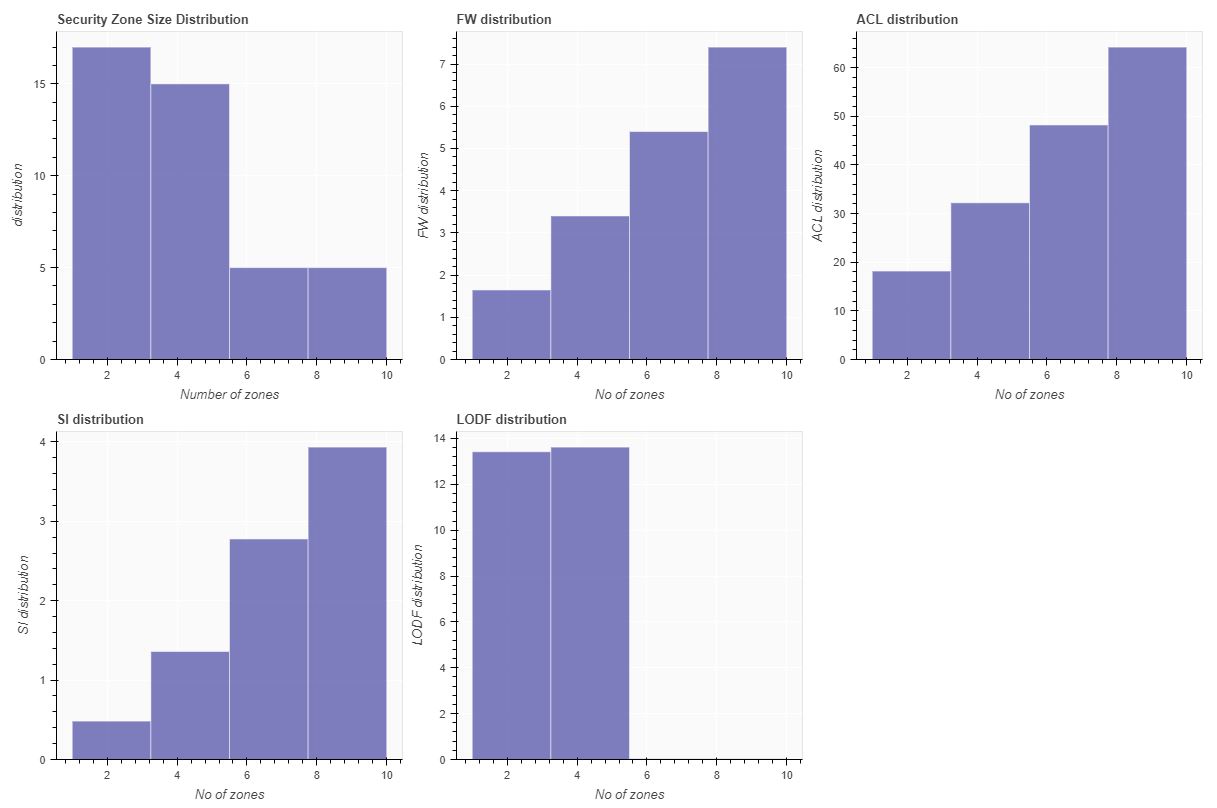 Security Zone Size Distribution
distribution
15
10
5
0
2 4 6 8 10
Number of zones
FW distribution
FW distribution
7
6
5
4
3
2
1
0
2 4 6 8 10
No of zones
ACL distribution
ACL distribution
60
50
40
30
20
10
0
2 4 6 8 10
No of zones
SI distribution
SI distribution
4
3
2
1
0
2 4 6 8 10
No of zones
LODF distribution
LODF distribution
14
12
10
8
6
4
2
0
2 4 6 8 10
No of zones